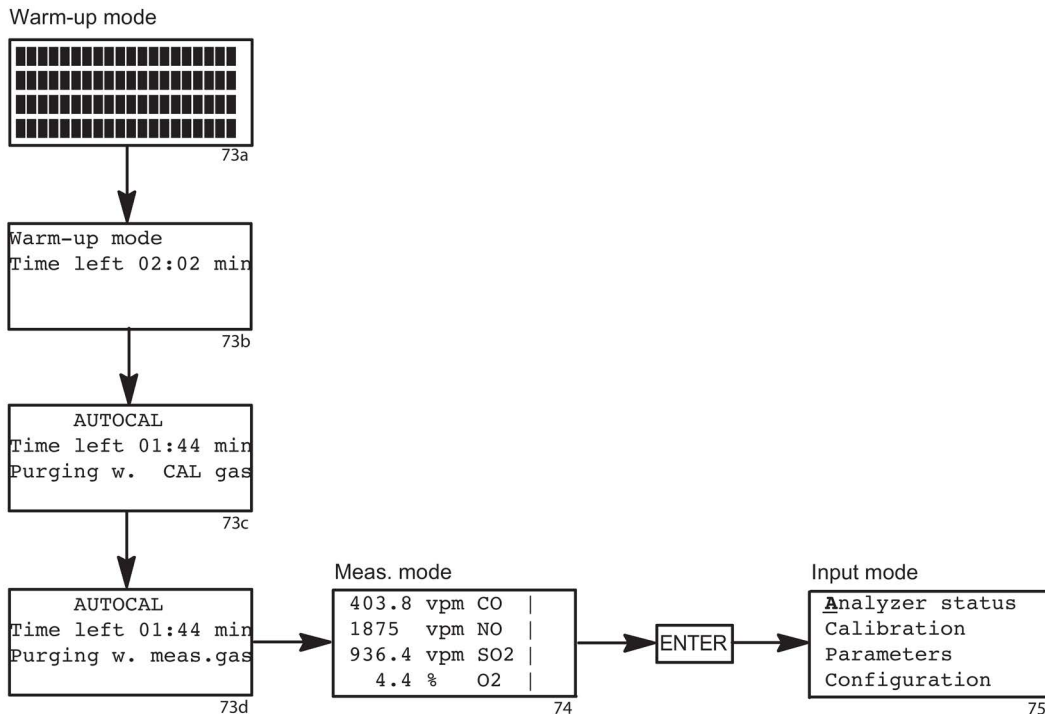 Warm-up mode
73a
Warm-up mode
Time left 02:02 min
73b
AUTOCAL
Time left 01:44 min
Purging w. CAL gas
73c
AUTOCAL
Time left 01:44 min
Purging w. meas.gas
73d
Meas. mode
403.8 vpm CO |
1875 vpm NO |
936.4 vpm SO2 |
4.4 % O2 |
74
ENTER
Input mode
Analyzer status
Calibration
Parameters
Configuration
75